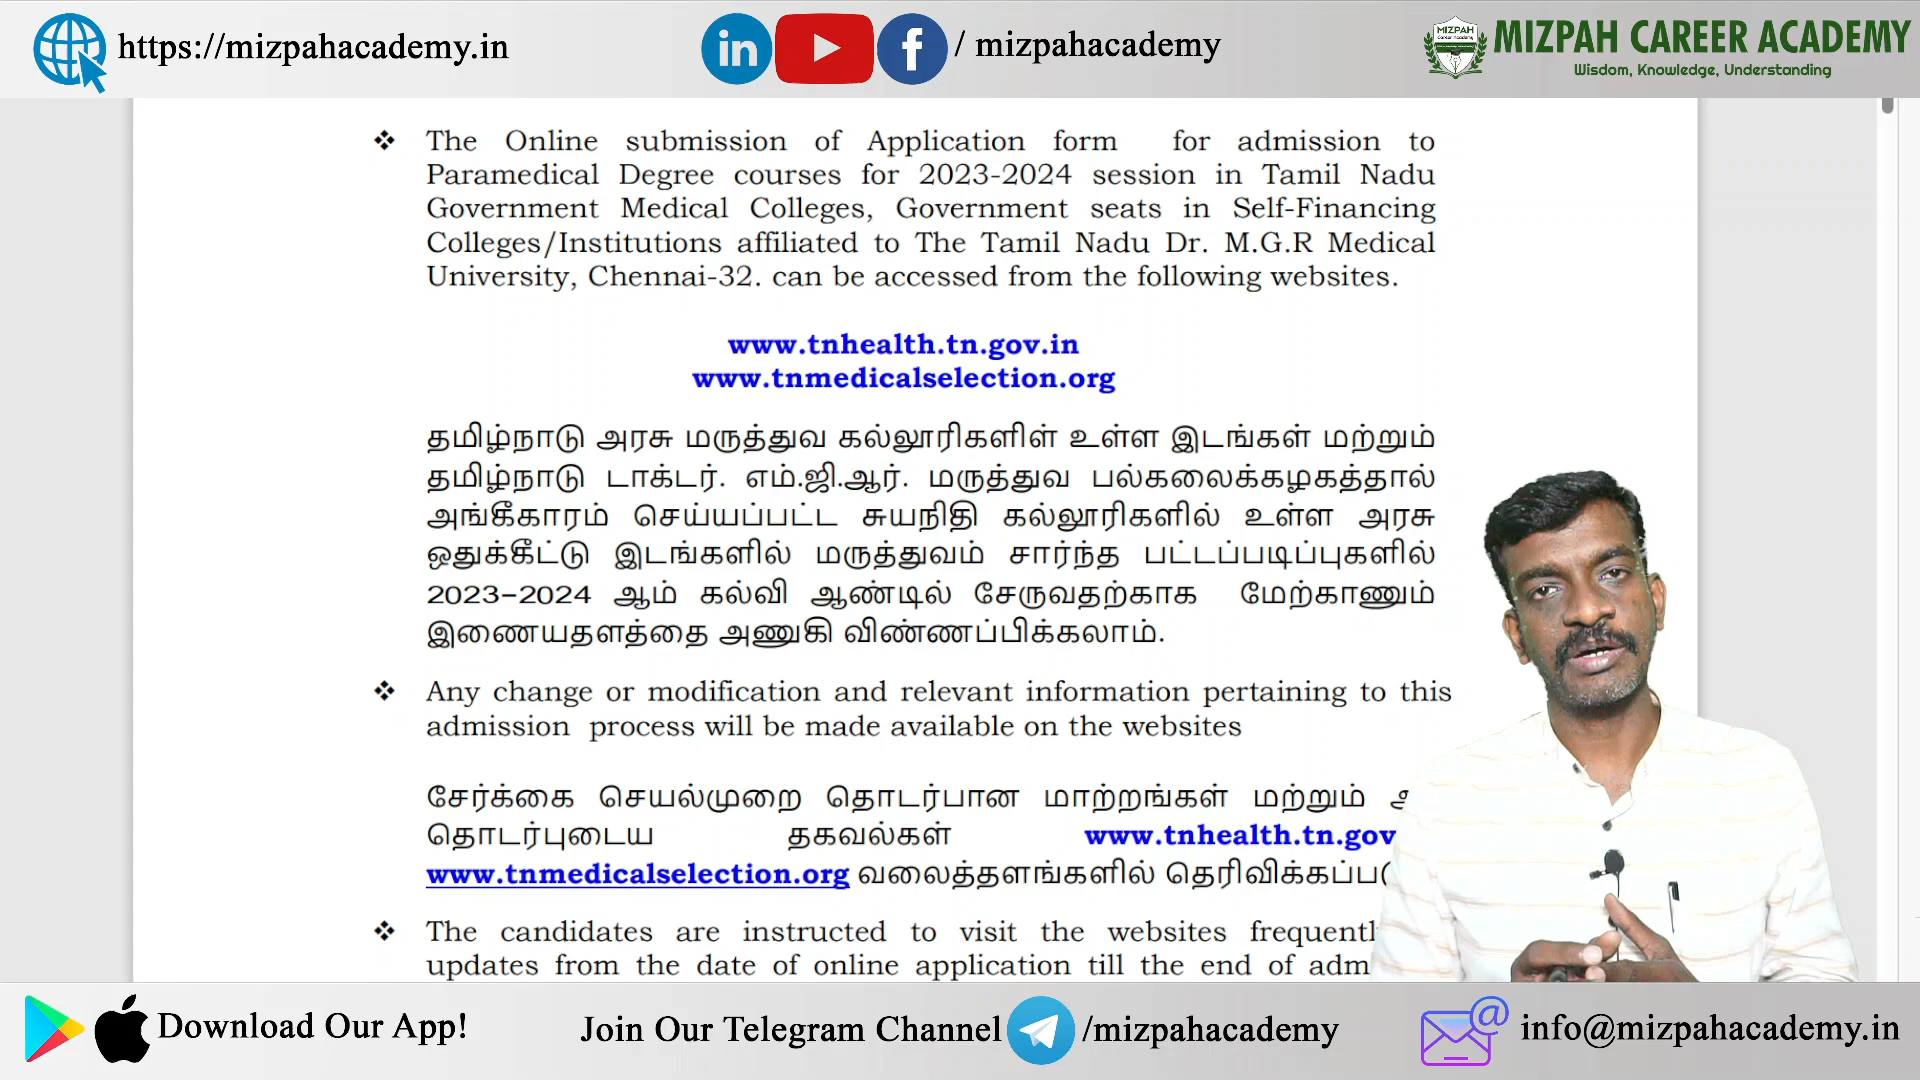 https://mizpahacademy.in
/ mizpahacademy
MIZPAH
Career Academy
MIZPAH CAREER ACADEMY
Wisdom, Knowledge, Understanding
❖ The Online submission of Application form for admission to
Paramedical Degree courses for 2023-2024 session in Tamil Nadu
Government Medical Colleges, Government seats in Self-Financing
Colleges/Institutions affiliated to The Tamil Nadu Dr. M.G.R Medical
University, Chennai-32. can be accessed from the following websites.
www.tnhealth.tn.gov.in
www.tnmedicalselection.org
தமிழ்நாடு அரசு மருத்துவ கல்லூரிகளிள் உள்ள இடங்கள் மற்றும்
தமிழ்நாடு டாக்டர். எம்.ஜி.ஆர். மருத்துவ பல்கலைக்கழகத்தால்
அங்கீகாரம் செய்யப்பட்ட சுயநிதி கல்லூரிகளில் உள்ள அரசு
ஒதுக்கீட்டு இடங்களில் மருத்துவம் சார்ந்த பட்டப்படிப்புகளில்
2023–2024 ஆம் கல்வி ஆண்டில் சேருவதற்காக மேற்காணும்
இணையதளத்தை அணுகி விண்ணப்பிக்கலாம்.
❖ Any change or modification and relevant information pertaining to this
admission process will be made available on the websites
சேர்க்கை செயல்முறை தொடர்பான மாற்றங்கள் மற்றும்
தொடர்புடைய தகவல்கள் www.tnhealth.tn.gov
www.tnmedicalselection.org வலைத்தளங்களில்
❖ The candidates are instructed to visit the websites
updates from the date of online application till the end of
Download Our App!
Join Our Telegram Channel /mizpahacademy
info@mizpahacademy.in